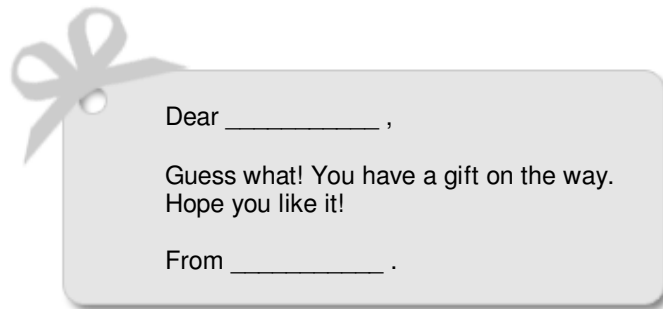 Dear ___________ ,
Guess what! You have a gift on the way.
Hope you like it!
From ___________ .